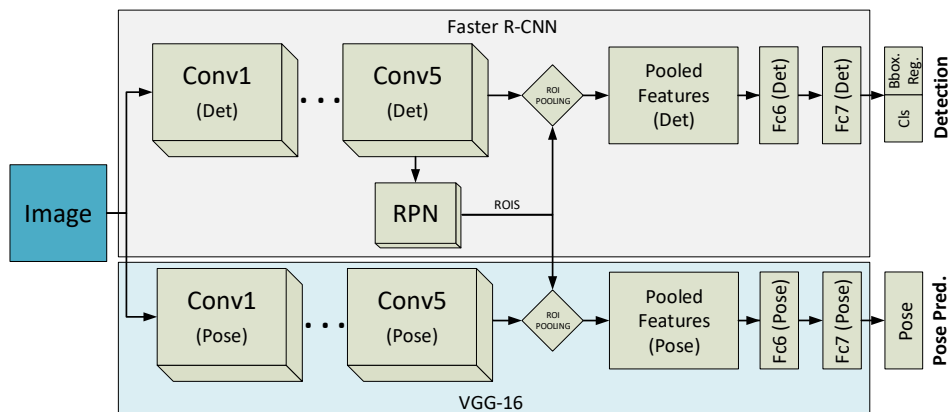 Faster R-CNN
Conv1
(Det)
Conv5
(Det)
ROI
POOLING
Pooled
Features
(Det)
Fc6 (Det)
Fc7 (Det)
Bbox.
Reg.
Cls
Detection
Image
RPN
ROIS
Conv1
(Pose)
Conv5
(Pose)
ROI
POOLING
Pooled
Features
(Pose)
Fc6 (Pose)
Fc7 (Pose)
Pose
Pose Pred.
VGG-16